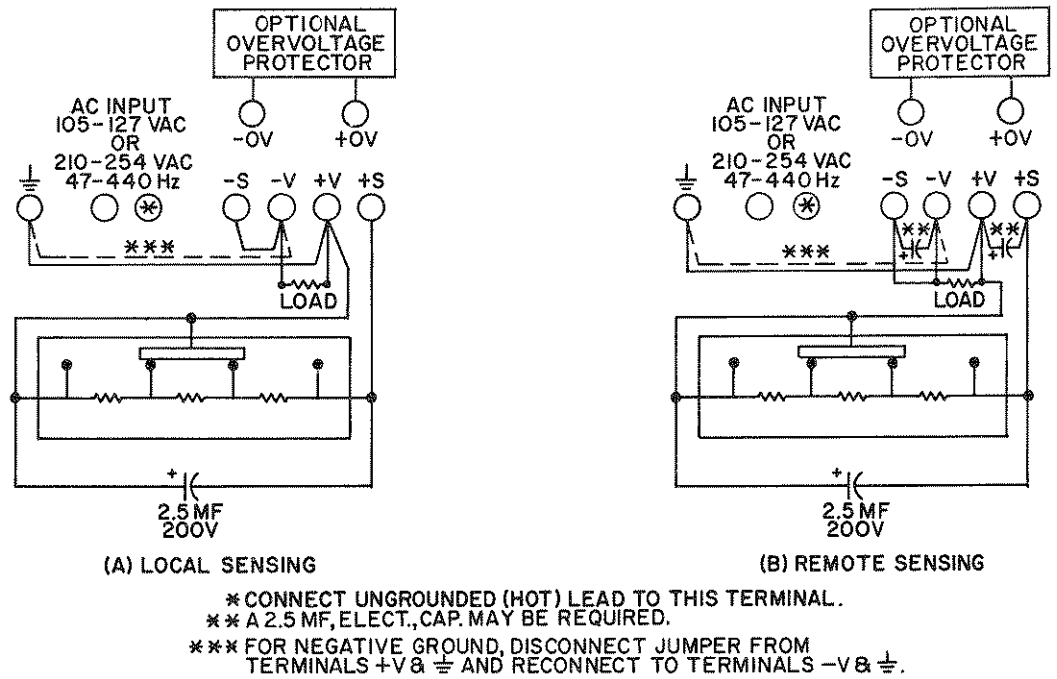 OPTIONAL
OVERVOLTAGE
PROTECTOR
AC INPUT
105-127 VAC
OR
210-254 VAC
47-440 Hz
-OV
+OV
-S
-V
+V
+S
*
***
LOAD
+
2.5 MF
200V
(A) LOCAL SENSING
OPTIONAL
OVERVOLTAGE
PROTECTOR
AC INPUT
105-127 VAC
OR
210-254 VAC
47-440 Hz
-OV
+OV
-S
-V
+V
+S
*
**
+
**
+
***
LOAD
+
2.5 MF
200V
(B) REMOTE SENSING
* CONNECT UNGROUNDED (HOT) LEAD TO THIS TERMINAL.
** A 2.5 MF, ELECT., CAP. MAY BE REQUIRED.
*** FOR NEGATIVE GROUND, DISCONNECT JUMPER FROM
TERMINALS +V & ⏚ AND RECONNECT TO TERMINALS -V & ⏚.